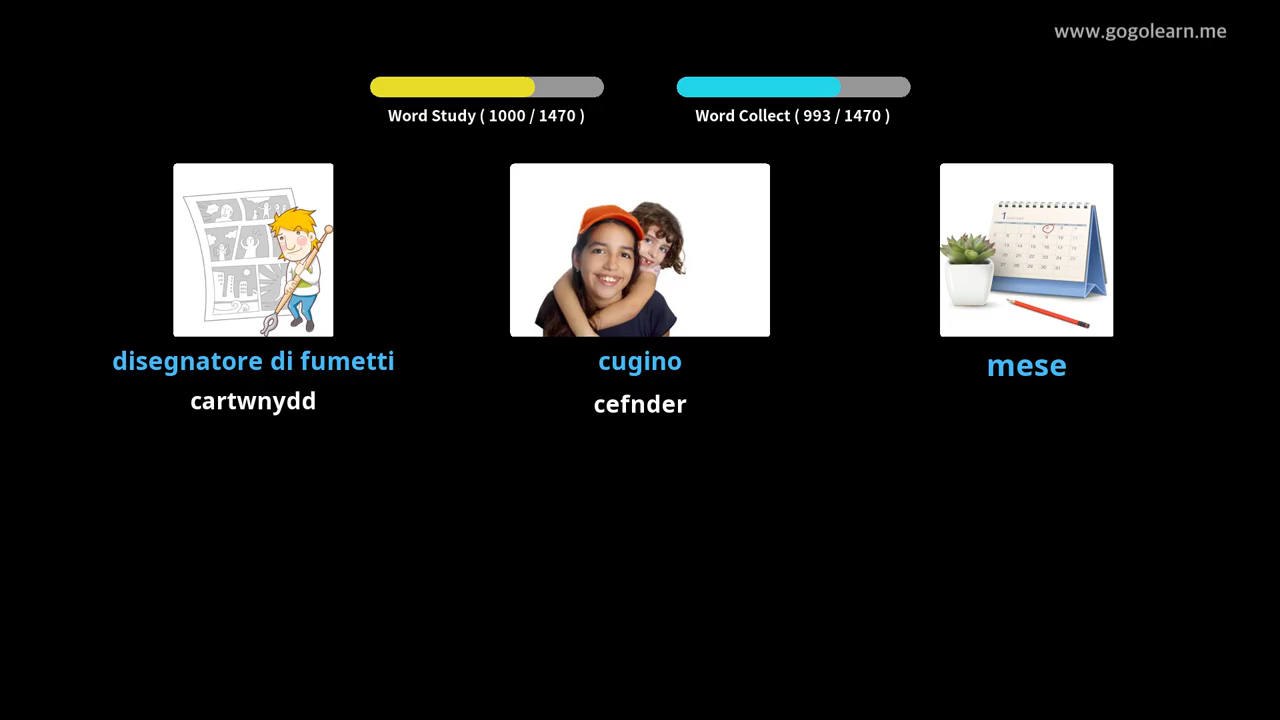 www.gogolearn.me
Word Study ( 1000 / 1470 )
Word Collect ( 993 / 1470 )
disegnatore di fumetti
cugino
mese
cartwnydd
cefnder